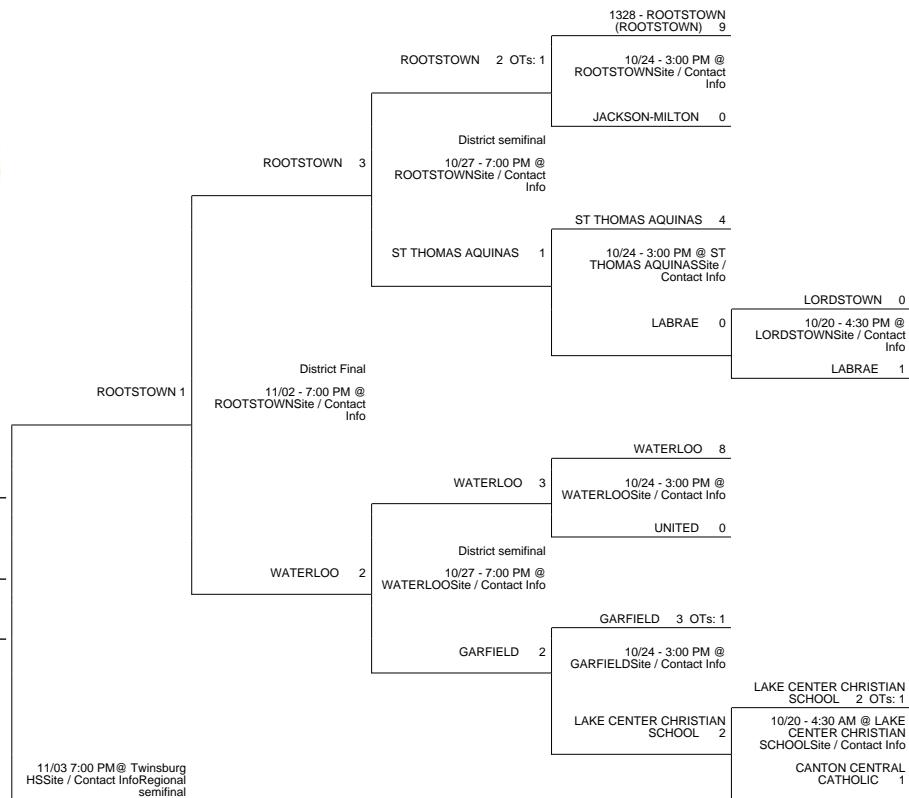 1328 - ROOTSTOWN
(ROOTSTOWN) 9
ROOTSTOWN 2 OTs: 1
10/24 - 3:00 PM @
ROOTSTOWNSite / Contact
Info
JACKSON-MILTON 0
District semifinal
ROOTSTOWN 3
10/27 - 7:00 PM @
ROOTSTOWNSite / Contact
Info
ST THOMAS AQUINAS 4
ST THOMAS AQUINAS 1
10/24 - 3:00 PM @ ST
THOMAS AQUINASSite /
Contact Info
LORDSTOWN 0
LABRAE 0
10/20 - 4:30 PM @
LORDSTOWNSite / Contact
Info
LABRAE 1
District Final
ROOTSTOWN 1
11/02 - 7:00 PM @
ROOTSTOWNSite / Contact
Info
WATERLOO 8
WATERLOO 3
10/24 - 3:00 PM @
WATERLOOSite / Contact Info
UNITED 0
District semifinal
WATERLOO 2
10/27 - 7:00 PM @
WATERLOOSite / Contact Info
GARFIELD 3 OTs: 1
GARFIELD 2
10/24 - 3:00 PM @
GARFIELDSite / Contact Info
LAKE CENTER CHRISTIAN
SCHOOL 2 OTs: 1
LAKE CENTER CHRISTIAN
SCHOOL 2
10/20 - 4:30 AM @ LAKE
CENTER CHRISTIAN
SCHOOLSite / Contact Info
CANTON CENTRAL
CATHOLIC 1
11/03 7:00 PM@ Twinsburg
HSSite / Contact InfoRegional
semifinal